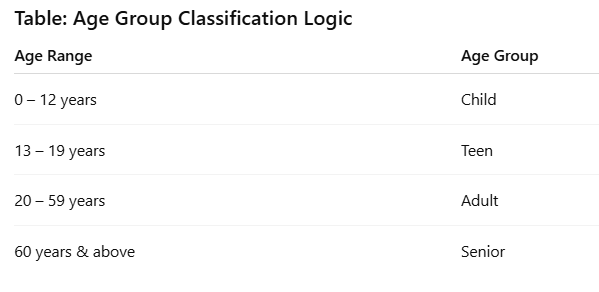 Table: Age Group Classification Logic
Age Range Age Group
0 – 12 years Child
13 – 19 years Teen
20 – 59 years Adult
60 years & above Senior